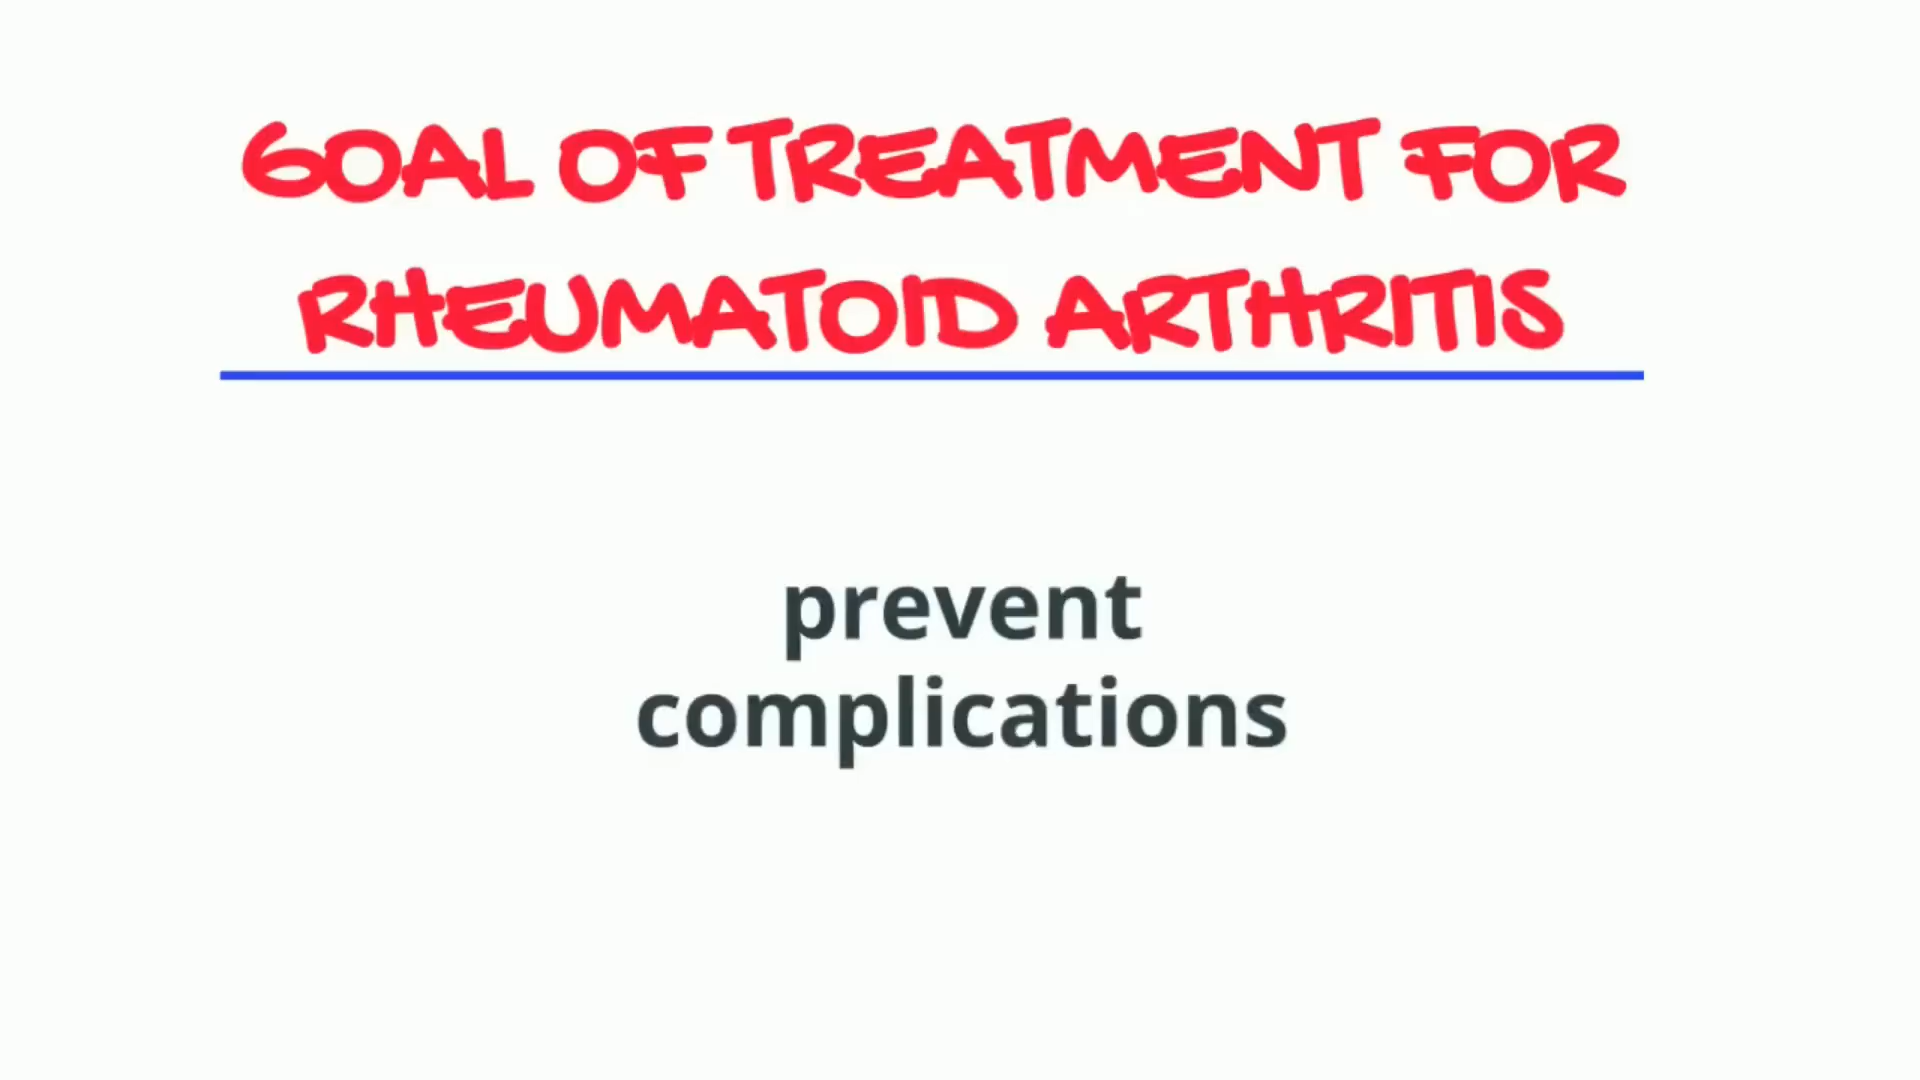 GOAL OF TREATMENT FOR
RHEUMATOID ARTHRITIS
prevent
complications